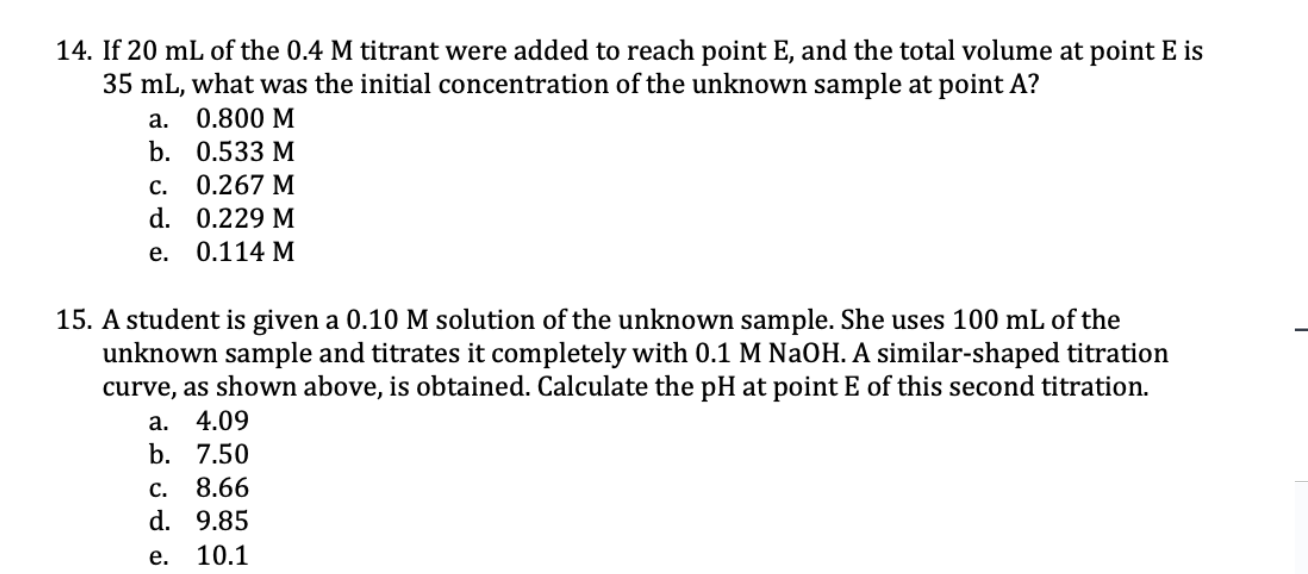 14. If 20 mL of the 0.4 M titrant were added to reach point E, and the total volume at point E is
35 mL, what was the initial concentration of the unknown sample at point A?
a. 0.800 M
b. 0.533 M
c. 0.267 M
d. 0.229 M
e. 0.114 M
15. A student is given a 0.10 M solution of the unknown sample. She uses 100 mL of the
unknown sample and titrates it completely with 0.1 M NaOH. A similar-shaped titration
curve, as shown above, is obtained. Calculate the pH at point E of this second titration.
a. 4.09
b. 7.50
c. 8.66
d. 9.85
e. 10.1